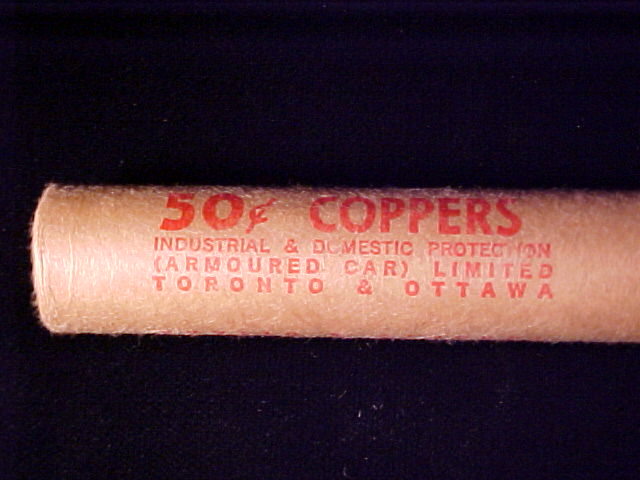 50¢ COPPERS
INDUSTRIAL & DOMESTIC PROTECTION
(ARMOURED CAR) LIMITED
TORONTO & OTTAWA